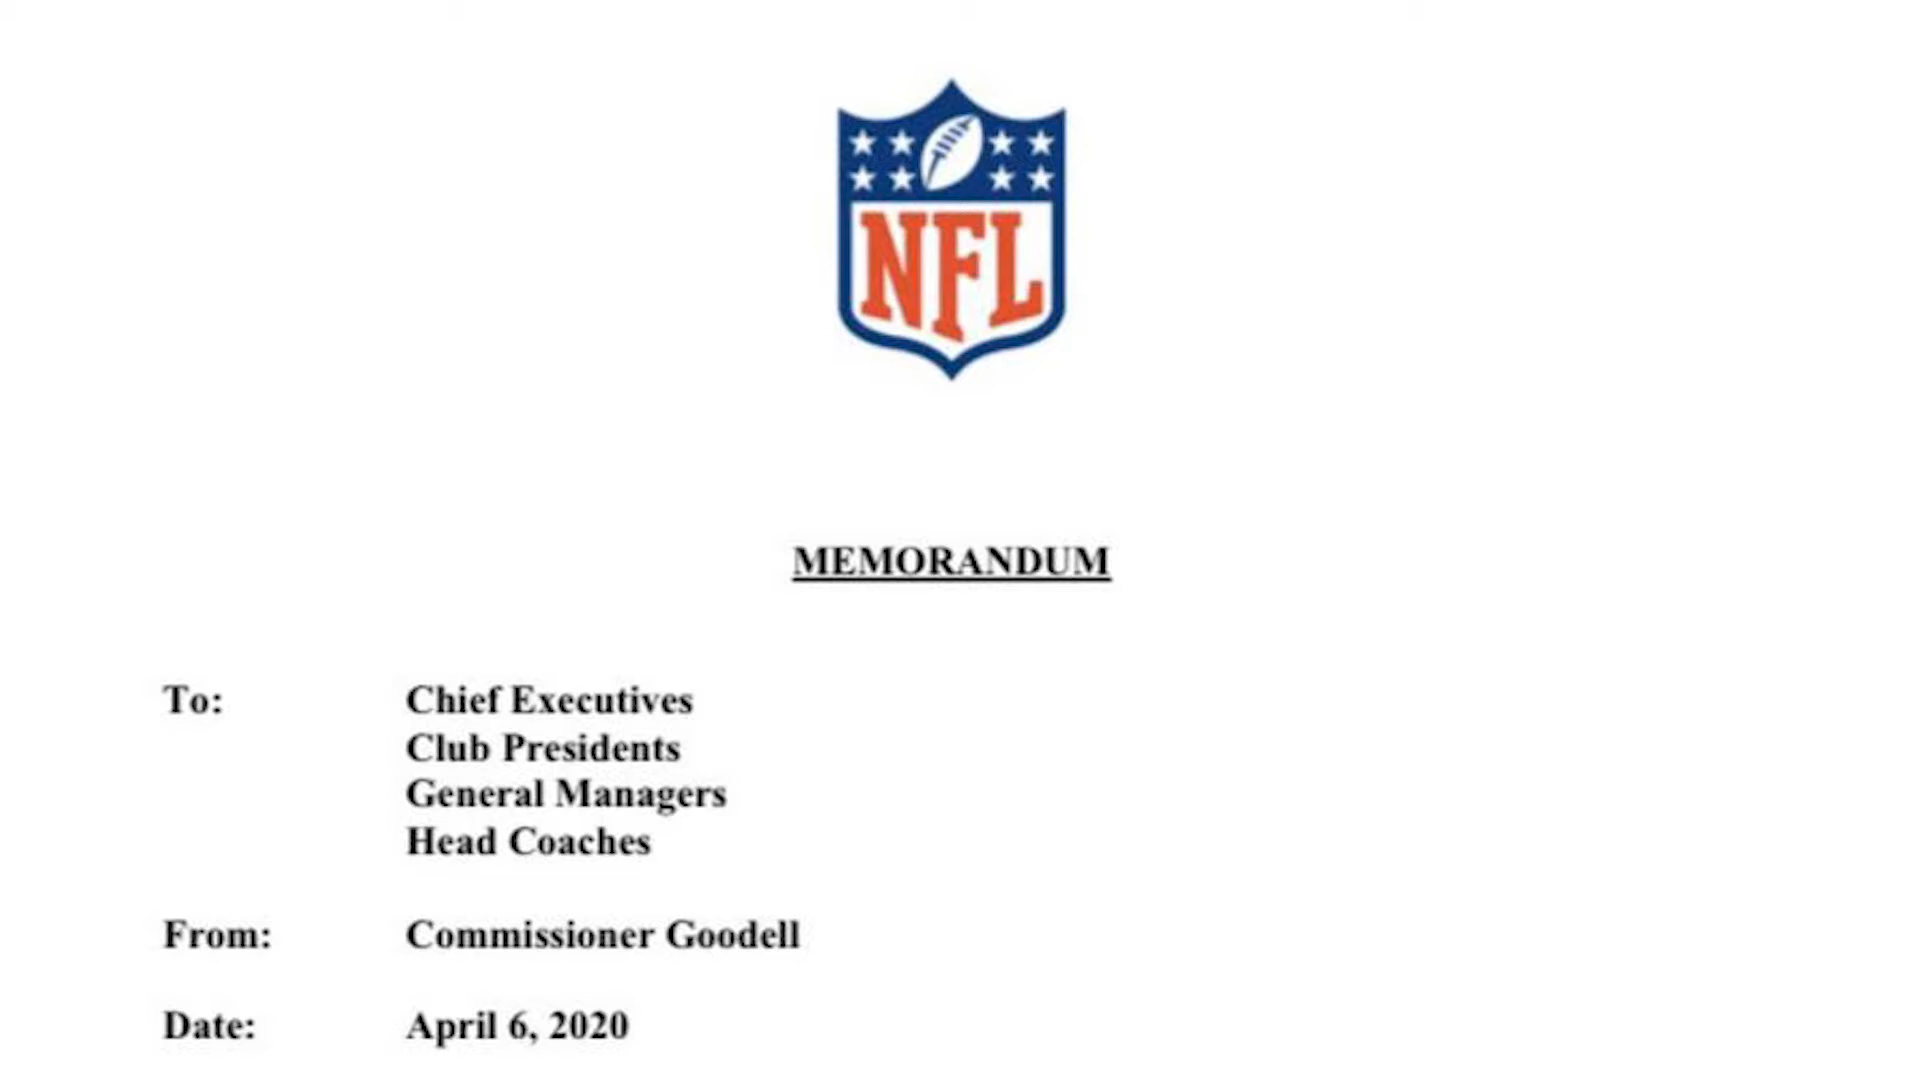 NFL
MEMORANDUM
To: Chief Executives
Club Presidents
General Managers
Head Coaches
From: Commissioner Goodell
Date: April 6, 2020